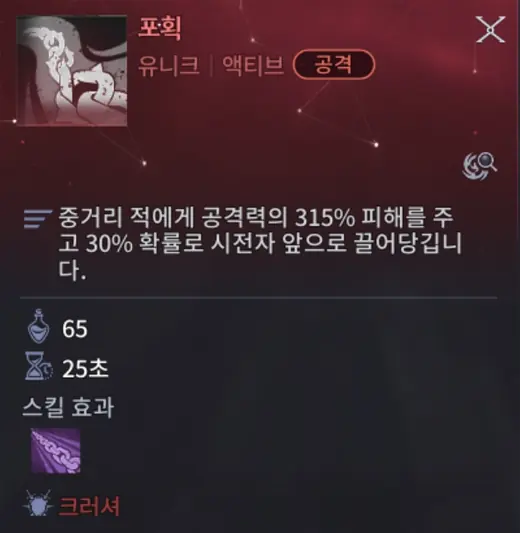 포획
유니크 | 액티브 공격
중거리 적에게 공격력의 315% 피해를 주
고 30% 확률로 시전자 앞으로 끌어당깁니
다.
65
25초
스킬 효과
크러셔